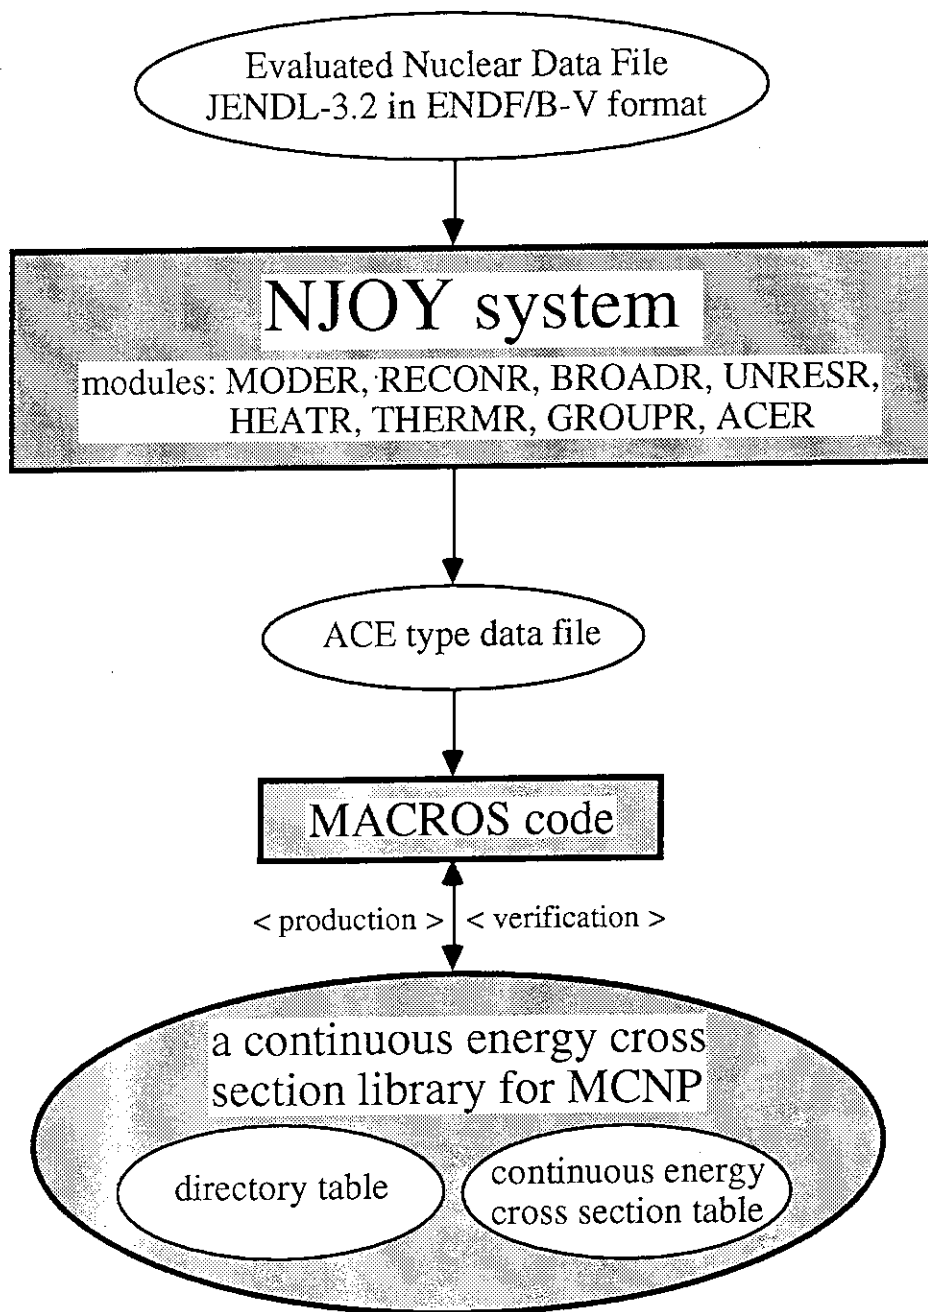 Evaluated Nuclear Data File
JENDL-3.2 in ENDF/B-V format
NJOY system
modules: MODER, RECONR, BROADR, UNRESR,
HEATR, THERMR, GROUPR, ACER
ACE type data file
MACROS code
< production > < verification >
a continuous energy cross
section library for MCNP
directory table
continuous energy
cross section table